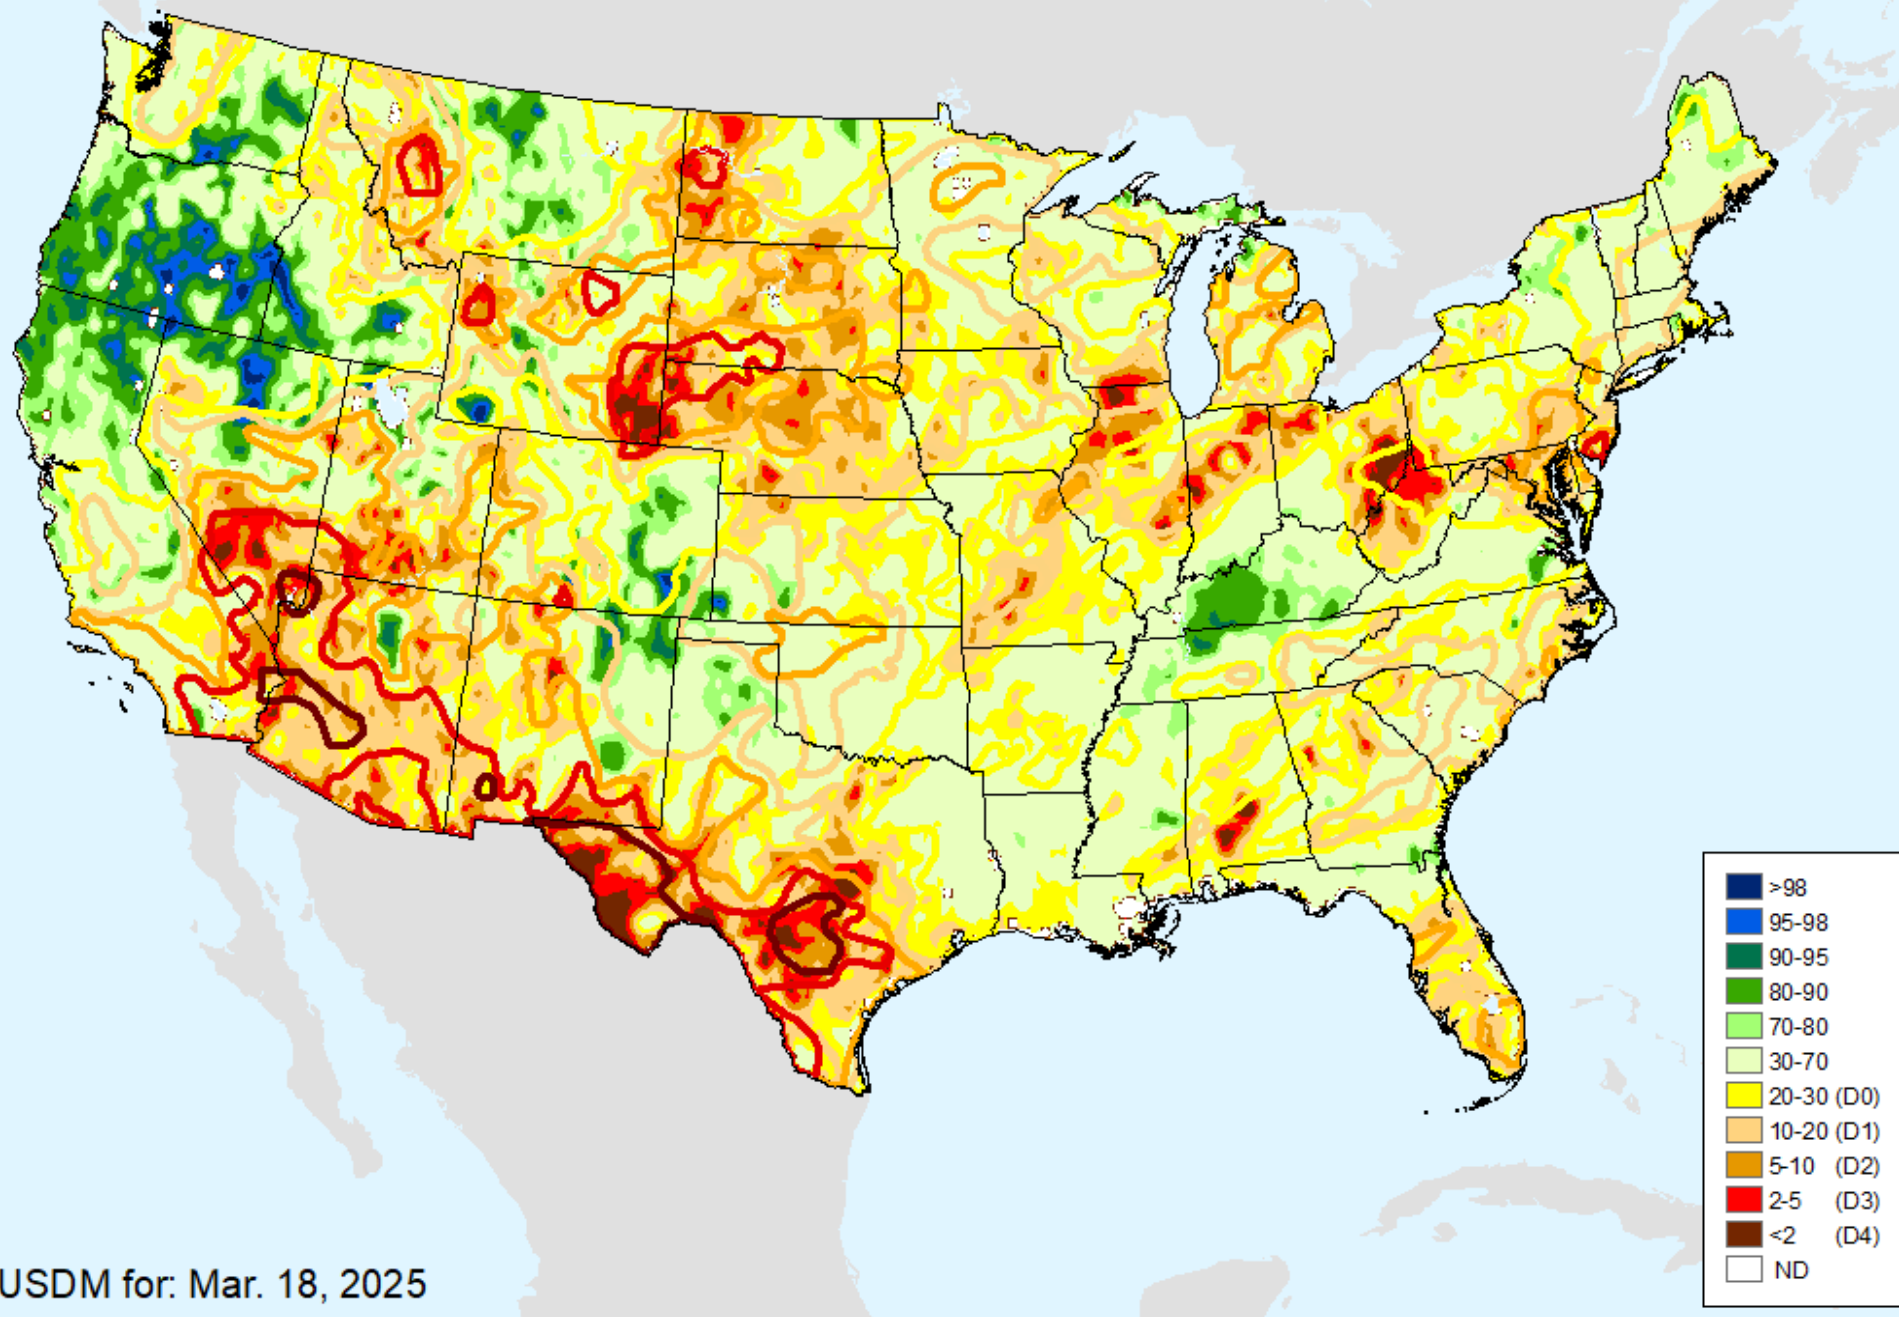 >98
95-98
90-95
80-90
70-80
30-70
20-30 (D0)
10-20 (D1)
5-10 (D2)
2-5 (D3)
<2 (D4)
ND
USDM for: Mar. 18, 2025